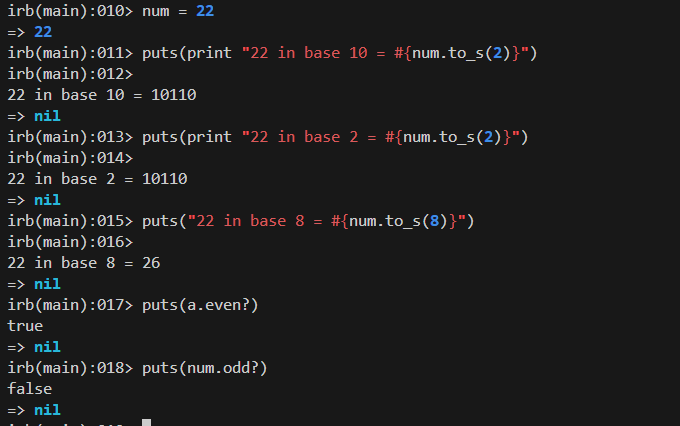 irb(main):010> num = 22
=> 22
irb(main):011> puts(print "22 in base 10 = #{num.to_s(2)}")
irb(main):012>
22 in base 10 = 10110
=> nil
irb(main):013> puts(print "22 in base 2 = #{num.to_s(2)}")
irb(main):014>
22 in base 2 = 10110
=> nil
irb(main):015> puts("22 in base 8 = #{num.to_s(8)}")
irb(main):016>
22 in base 8 = 26
=> nil
irb(main):017> puts(a.even?)
true
=> nil
irb(main):018> puts(num.odd?)
false
=> nil